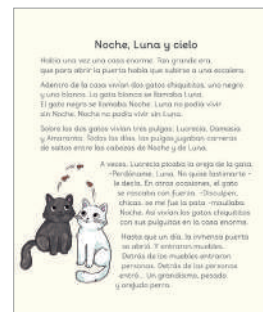 Noche, Luna y cielo
Había una vez una casa enorme. Tan grande era,
que para abrir la puerta había que subirse a una escalera.
Adentro de la casa vivían dos gatos chiquititos, uno negro
y uno blanco. La gata blanca se llamaba Luna.
El gato negro se llamaba Noche. Luna no podía vivir
sin Noche. Noche no podía vivir sin Luna.
Sobre los dos gatos vivían tres pulgas: Lucrecia, Damasia
y Amaranta. Todos los días, las pulgas jugaban carreras
de saltos entre las cabezas de Noche y de Luna.
A veces, Lucrecia picaba la oreja de la gata.
-Perdóname, Luna. No quise lastimarte -
le decía. En otras ocasiones, el gato
se rascaba con fuerza. -Disculpen,
chicas, se me fue la pata -maullaba
Noche. Así vivían los gatos chiquititos
con sus pulguitas en la casa enorme.
Hasta que un día, la inmensa puerta
se abrió. Y entraron muebles.
Detrás de los muebles entraron
personas. Detrás de las personas
entró... Un grandísimo, pesado
y orejudo perro.